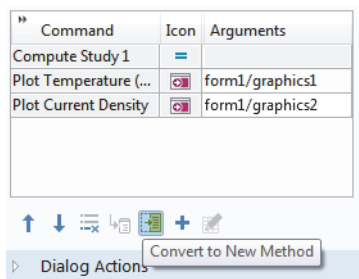 Command Icon Arguments
Compute Study 1 =
Plot Temperature (... form1/graphics1
Plot Current Density form1/graphics2
Convert to New Method
Dialog Actions